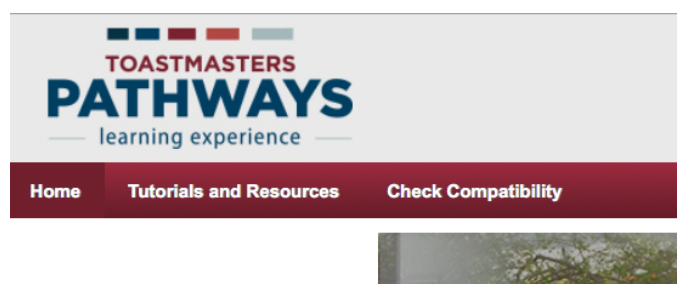 TOASTMASTERS
PATHWAYS
learning experience
Home Tutorials and Resources Check Compatibility